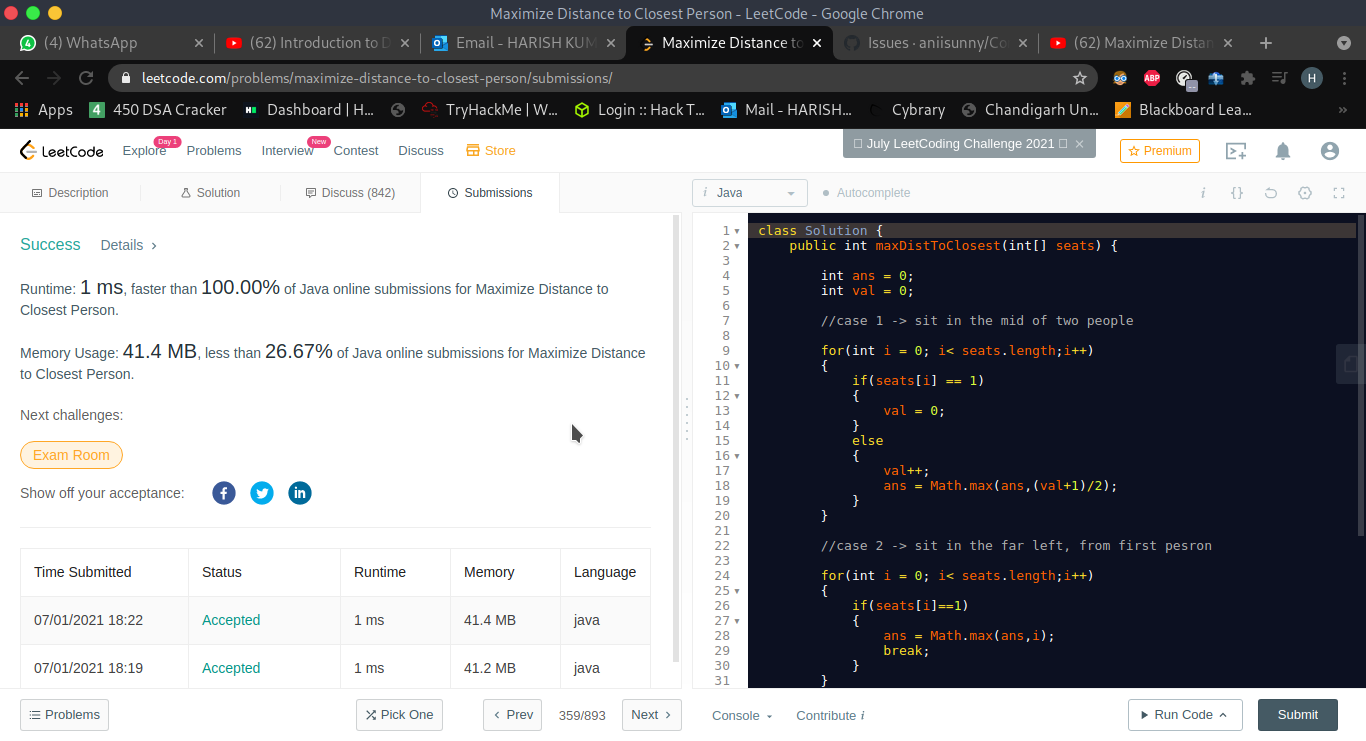 Maximize Distance to Closest Person - LeetCode - Google Chrome
(4) WhatsApp
(62) Introduction to D
Email - HARISH KUM
Maximize Distance to
Issues · aniisunny/Co
(62) Maximize Distan
leetcode.com/problems/maximize-distance-to-closest-person/submissions/
ABP
H
Apps
4 450 DSA Cracker
Dashboard | H...
TryHackMe | W...
Login :: Hack T...
Mail - HARISH...
Cybrary
Chandigarh Un...
Blackboard Lea...
»
LeetCode
Explore
Day 1
Problems
Interview
New
Contest
Discuss
Store
July LeetCoding Challenge 2021
Premium
Description
Solution
Discuss (842)
Submissions
i Java
Autocomplete
Success Details >
Runtime: 1 ms, faster than 100.00% of Java online submissions for Maximize Distance to
Closest Person.
Memory Usage: 41.4 MB, less than 26.67% of Java online submissions for Maximize Distance
to Closest Person.
Next challenges:
Exam Room
Show off your acceptance:
Time Submitted Status Runtime Memory Language
07/01/2021 18:22 Accepted 1 ms 41.4 MB java
07/01/2021 18:19 Accepted 1 ms 41.2 MB java
1 class Solution {
2 public int maxDistToClosest(int[] seats) {
3
4 int ans = 0;
5 int val = 0;
6
7 //case 1 -> sit in the mid of two people
8
9 for(int i = 0; i< seats.length;i++)
10 {
11 if(seats[i] == 1)
12 {
13 val = 0;
14 }
15 else
16 {
17 val++;
18 ans = Math.max(ans,(val+1)/2);
19 }
20 }
21
22 //case 2 -> sit in the far left, from first pesron
23
24 for(int i = 0; i< seats.length;i++)
25 {
26 if(seats[i]==1)
27 {
28 ans = Math.max(ans,i);
29 break;
30 }
31 }
Problems
Pick One
< Prev
359/893
Next >
Console
Contribute i
Run Code
Submit